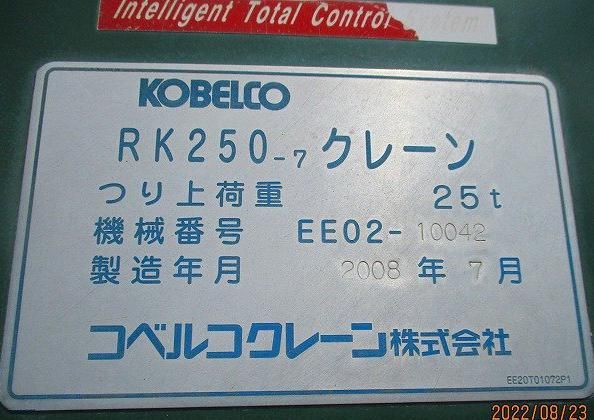 Intelligent Total Control System
KOBELCO
RK250-7クレーン
つり上荷重 25t
機械番号 EE02-10042
製造年月 2008年7月
コベルコクレーン株式会社
EE20T01072P1
2022/08/23